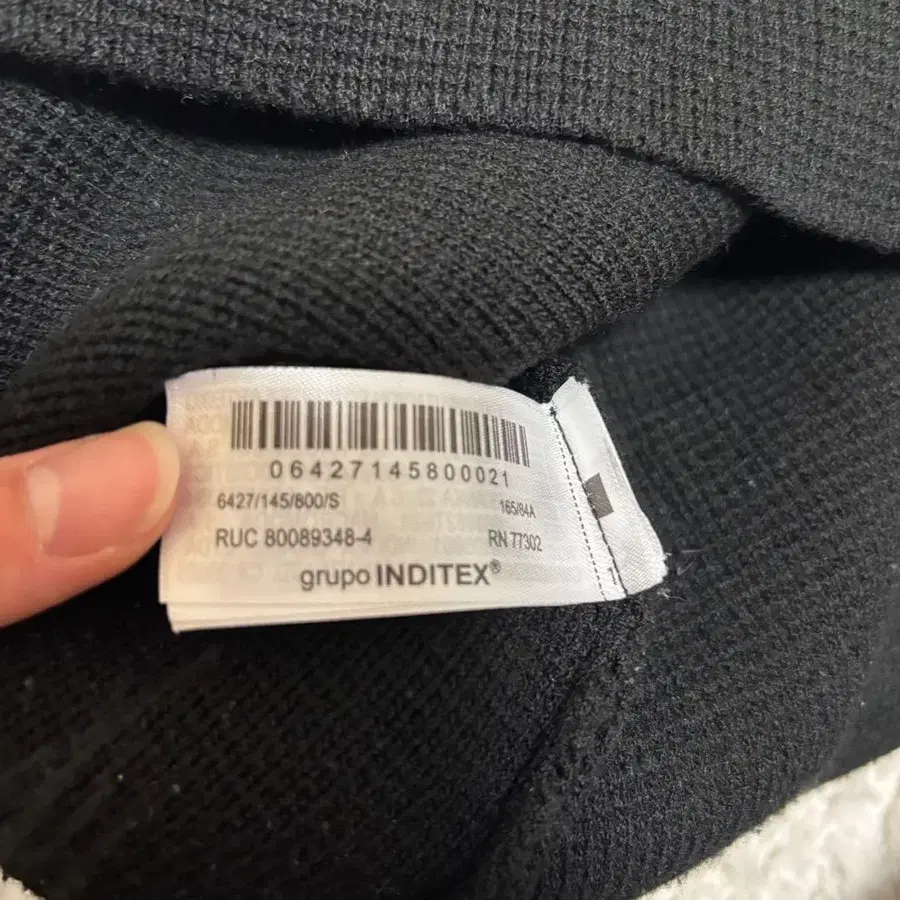 06427145800021
6427/145/800/S 165/84A
RUC 80089348-4 RN 77302
grupo INDITEX®